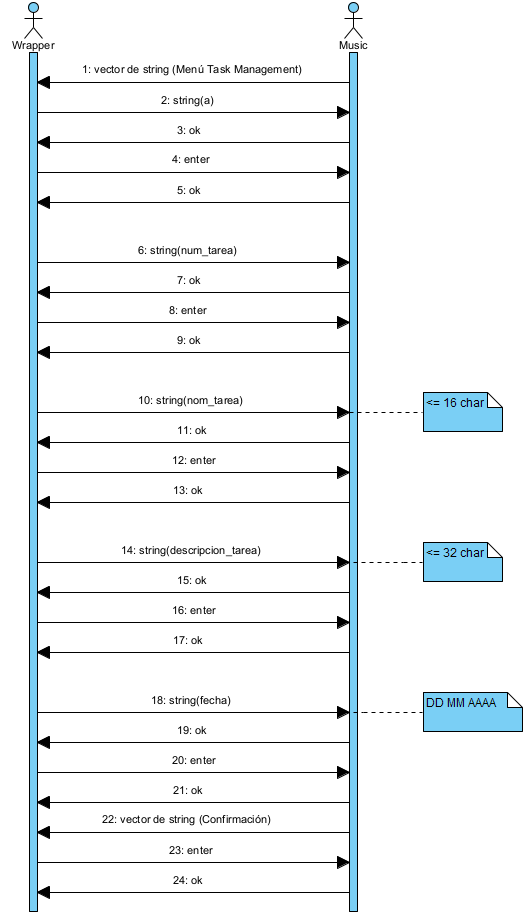 Wrapper
Music
1: vector de string (Menú Task Management)
2: string(a)
3: ok
4: enter
5: ok
6: string(num_tarea)
7: ok
8: enter
9: ok
10: string(nom_tarea)
<= 16 char
11: ok
12: enter
13: ok
14: string(descripcion_tarea)
<= 32 char
15: ok
16: enter
17: ok
18: string(fecha)
DD MM AAAA
19: ok
20: enter
21: ok
22: vector de string (Confirmación)
23: enter
24: ok